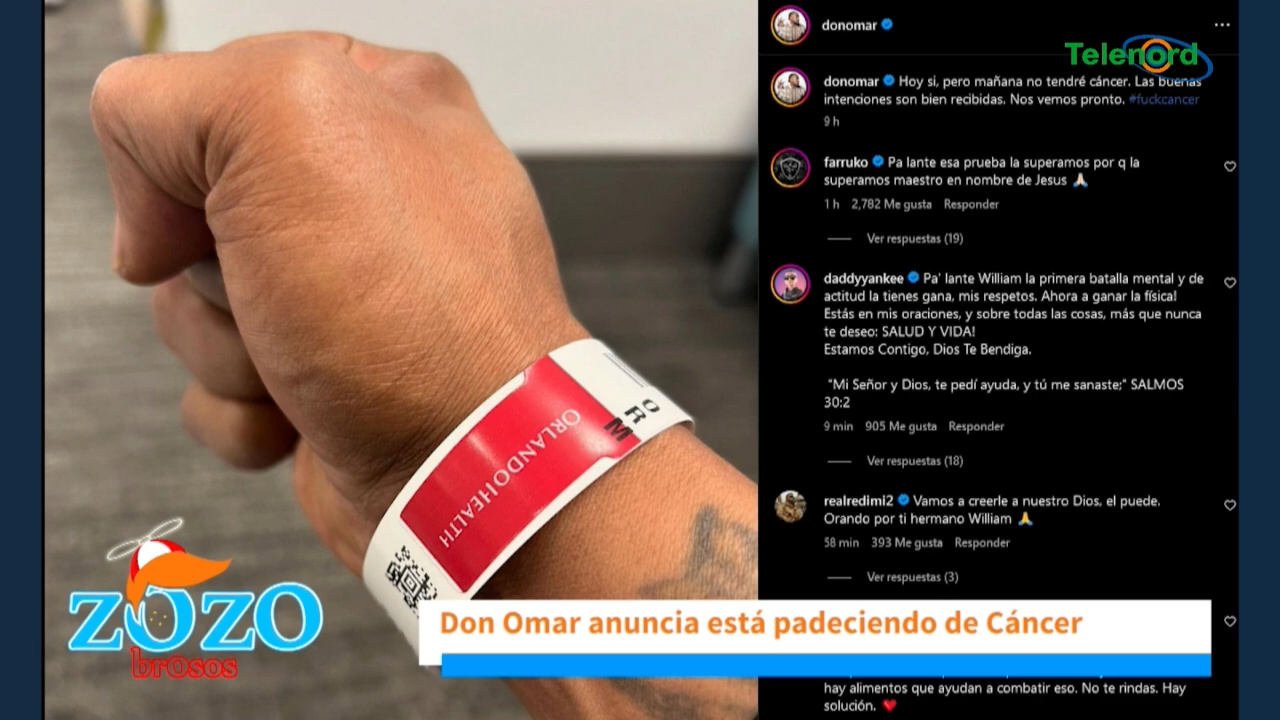 donomar
Telenord
donomar Hoy si, pero mañana no tendré cáncer. Las buenas
intenciones son bien recibidas. Nos vemos pronto. #fuckcancer
9 h
farruko Pa lante esa prueba la superamos por q la
superamos maestro en nombre de Jesus 🙏🏻
1 h 2,782 Me gusta Responder
Ver respuestas (19)
daddyyankee Pa' lante William la primera batalla mental y de
actitud la tienes gana, mis respetos. Ahora a ganar la física!
Estás en mis oraciones, y sobre todas las cosas, más que nunca
te deseo: SALUD Y VIDA!
Estamos Contigo, Dios Te Bendiga.
"Mi Señor y Dios, te pedí ayuda, y tú me sanaste;" SALMOS
30:2
9 min 905 Me gusta Responder
Ver respuestas (18)
realredimi2 Vamos a creerle a nuestro Dios, el puede.
Orando por ti hermano William 🙏
58 min 393 Me gusta Responder
Ver respuestas (3)
hay alimentos que ayudan a combatir eso. No te rindas. Hay
solución. ❤️
ORLANDO HEALTH
O
R
M
zozo
brosos
Don Omar anuncia está padeciendo de Cáncer